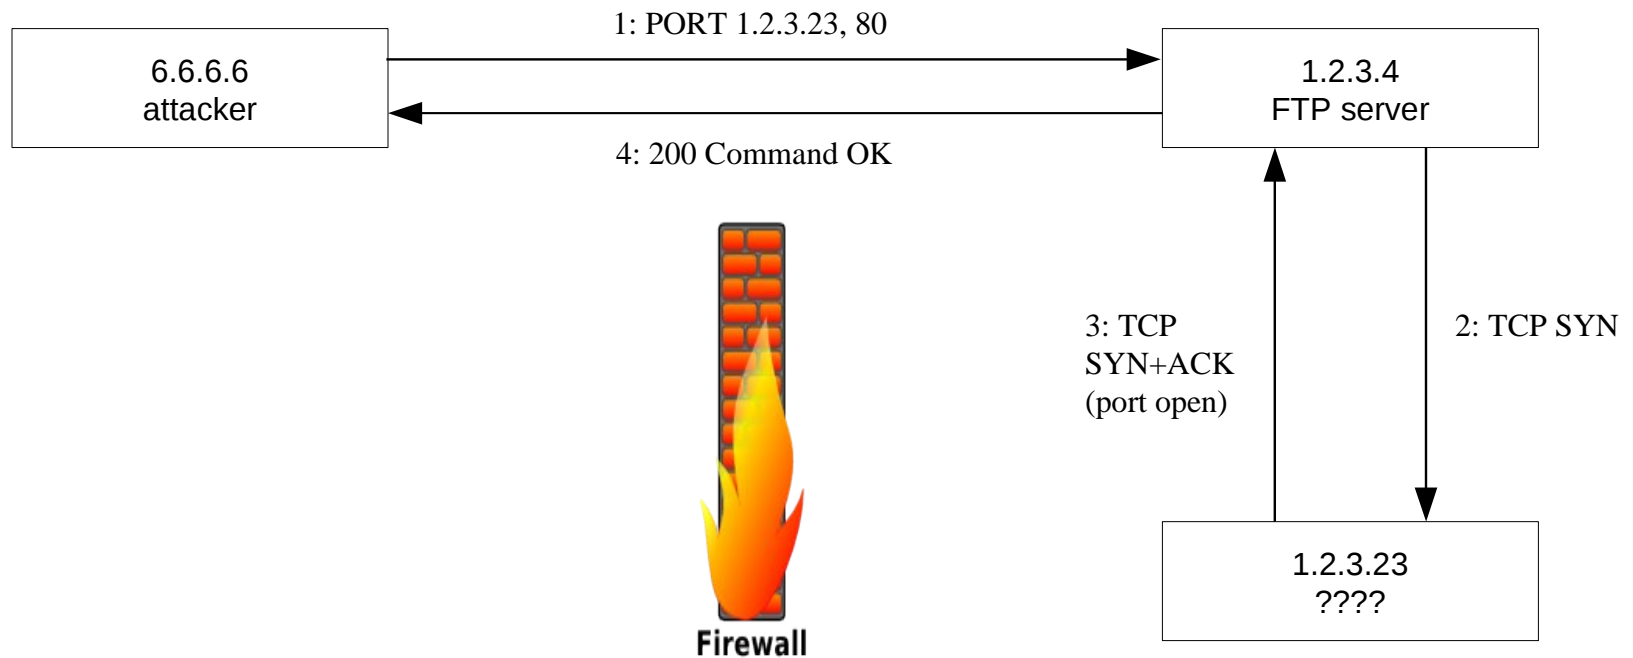 1: PORT 1.2.3.23, 80
6.6.6.6
attacker
1.2.3.4
FTP server
4: 200 Command OK
3: TCP
SYN+ACK
(port open)
2: TCP SYN
1.2.3.23
????
Firewall